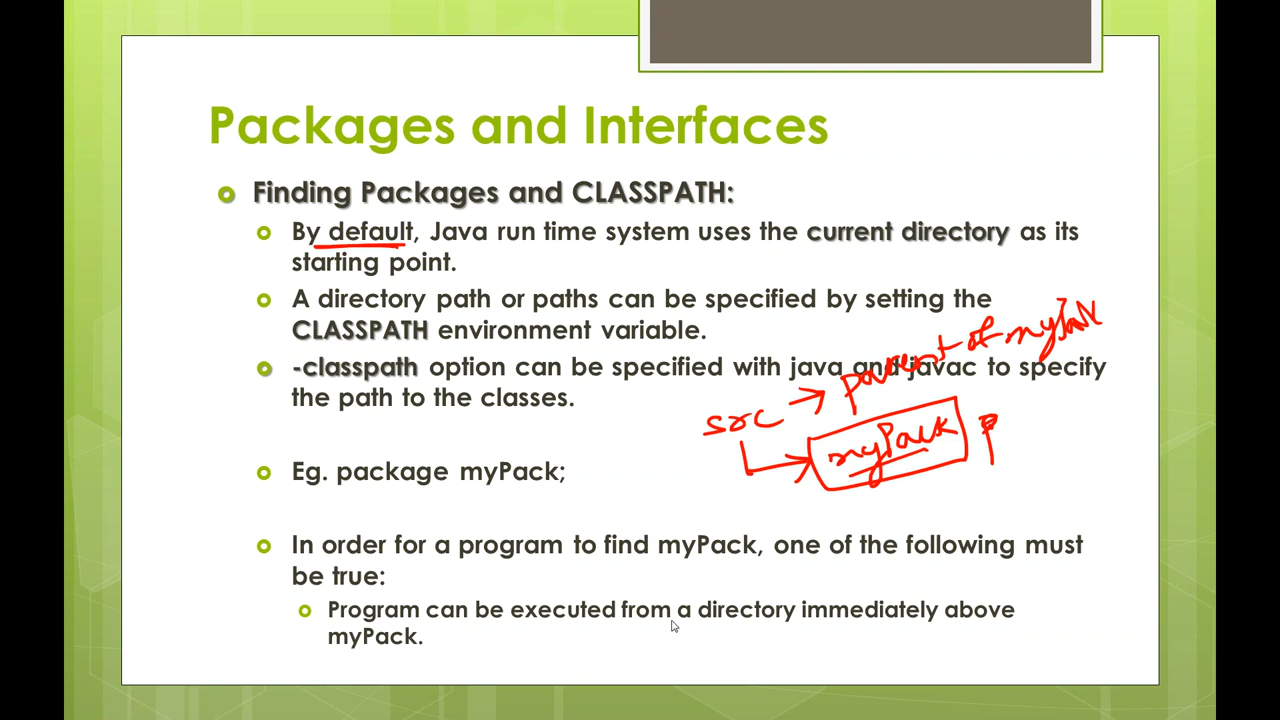 Packages and Interfaces
Finding Packages and CLASSPATH:
By default, Java run time system uses the current directory as its
starting point.
A directory path or paths can be specified by setting the
CLASSPATH environment variable.
-classpath option can be specified with java and javac to specify
the path to the classes.
src → parent of myPack
myPack P
Eg. package myPack;
In order for a program to find myPack, one of the following must
be true:
Program can be executed from a directory immediately above
myPack.